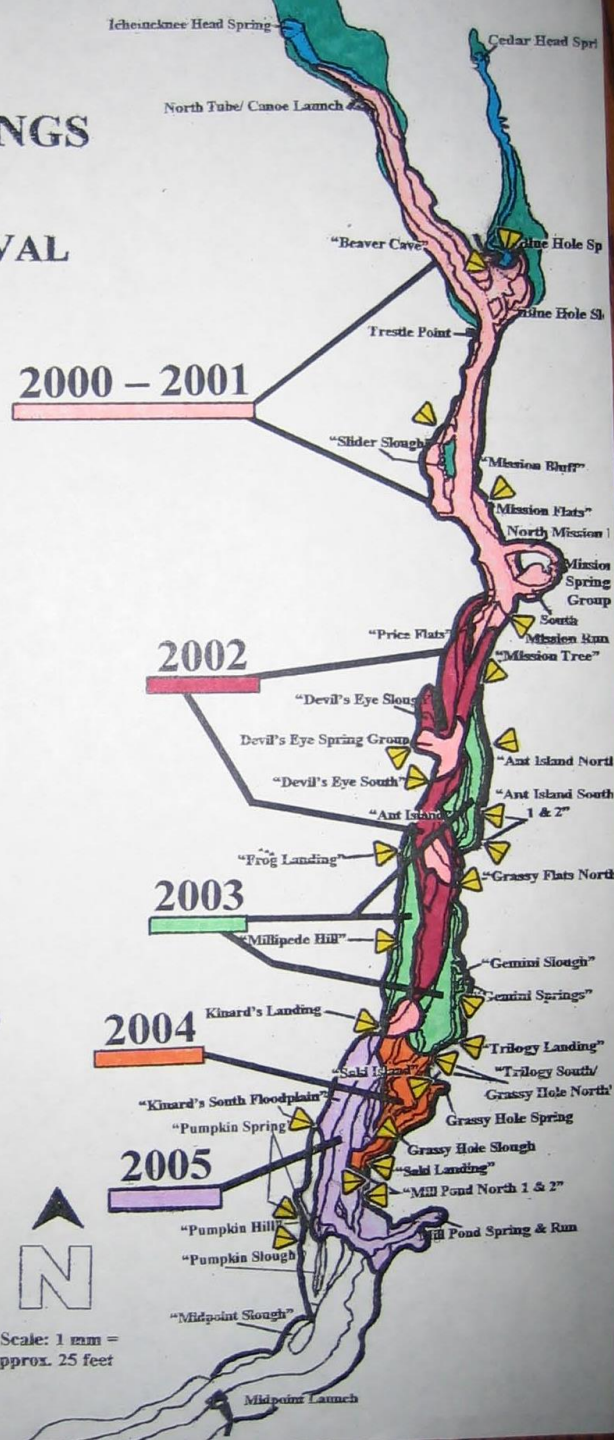 Icheincknee Head Spring
Cedar Head Spri
North Tube/ Canoe Launch
NGS
VAL
"Beaver Cave"
Blue Hole Sp
Blue Hole Sl
Trestle Point
2000 – 2001
"Slider Slough"
"Mission Bluff"
"Mission Flats"
North Mission
Mission
Spring
Group
South
Mission Run
"Price Flats"
"Mission Tree"
2002
"Devil's Eye Sloug
Devil's Eye Spring Group
"Ant Island Nort
"Devil's Eye South"
"Ant Island South
1 & 2"
"Ant Island
"Frog Landing"
"Grassy Flats North
2003
"Millipede Hill"
"Gemini Slough"
"Gemini Springs"
Kinard's Landing
2004
"Trilogy Landing"
"Saki Island"
"Trilogy South/
Grassy Hole North"
"Kinard's South Floodplain"
Grassy Hole Spring
"Pumpkin Spring"
Grassy Hole Slough
2005
"Saki Landing"
"Mill Pond North 1 & 2"
"Pumpkin Hill"
Mill Pond Spring & Run
"Pumpkin Slough
N
"Midpoint Slough"
Scale: 1 mm =
pprox. 25 feet
Midpoint Launch